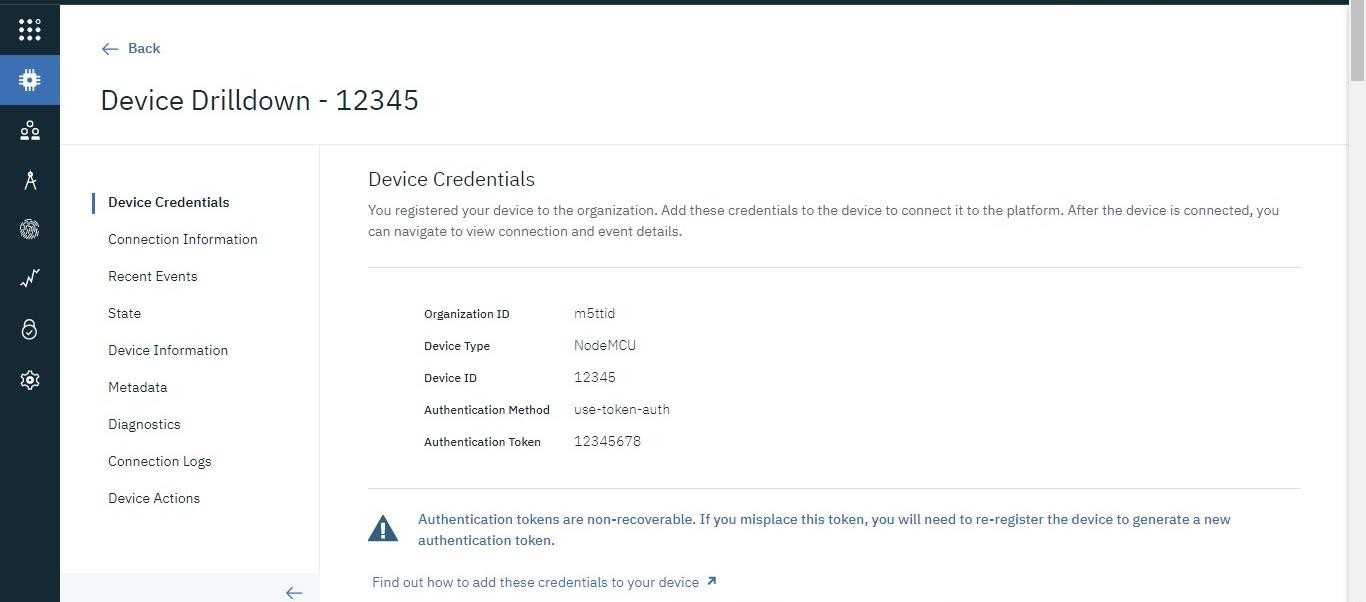 Back
Device Drilldown - 12345
Device Credentials
Connection Information
Recent Events
State
Device Information
Metadata
Diagnostics
Connection Logs
Device Actions
Device Credentials
You registered your device to the organization. Add these credentials to the device to connect it to the platform. After the device is connected, you
can navigate to view connection and event details.
Organization ID m5ttid
Device Type NodeMCU
Device ID 12345
Authentication Method use-token-auth
Authentication Token 12345678
Authentication tokens are non-recoverable. If you misplace this token, you will need to re-register the device to generate a new
authentication token.
Find out how to add these credentials to your device